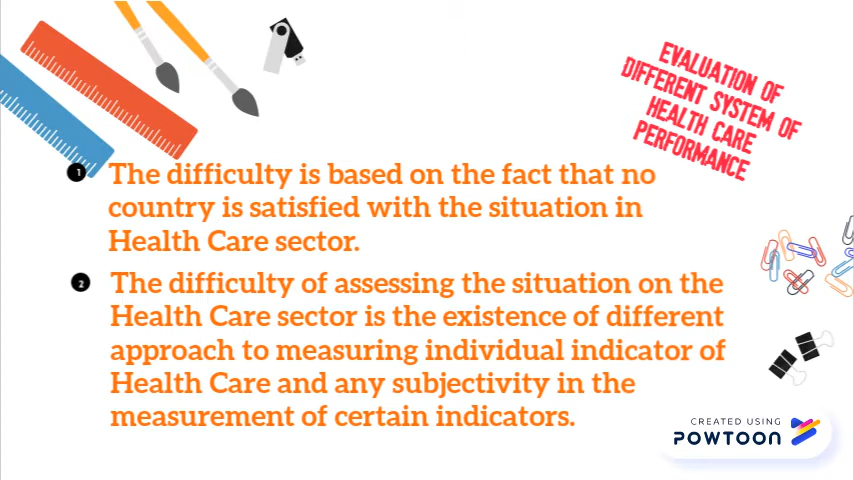 EVALUATION OF
DIFFERENT SYSTEM OF
HEALTH CARE
PERFORMANCE
1 The difficulty is based on the fact that no
country is satisfied with the situation in
Health Care sector.
2 The difficulty of assessing the situation on the
Health Care sector is the existence of different
approach to measuring individual indicator of
Health Care and any subjectivity in the
measurement of certain indicators.
CREATED USING
POWTOON